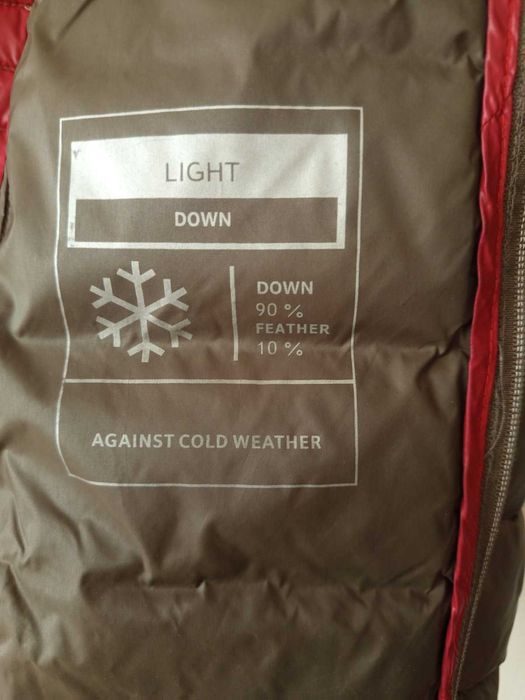 LIGHT
DOWN
DOWN
90 %
FEATHER
10 %
AGAINST COLD WEATHER